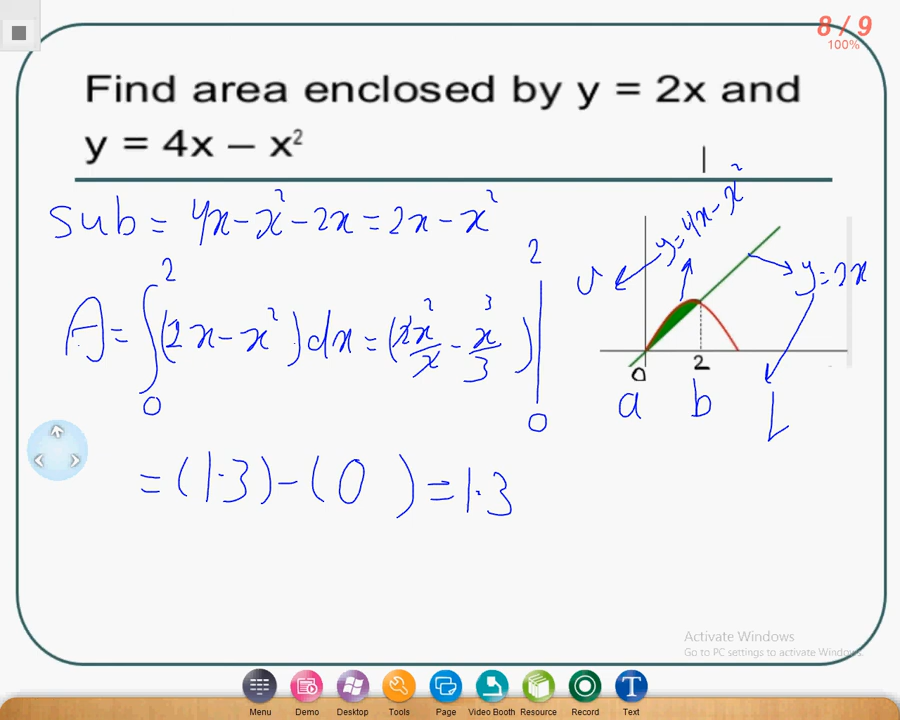 8 / 9
100%
Find area enclosed by y = 2x and
y = 4x – x²
Sub = 4x-x²-2x=2x-x²
A= ∫₀² (2x-x²)dx=(2x²/2 - x³/3)|₀²
=(1.3)-(0)=1.3
y=4x-x²
U
y=2x
0
2
a
b
L
Activate Windows
Go to PC settings to activate Windows.
Menu
Demo
Desktop
Tools
Page
Video Booth
Resource
Record
Text